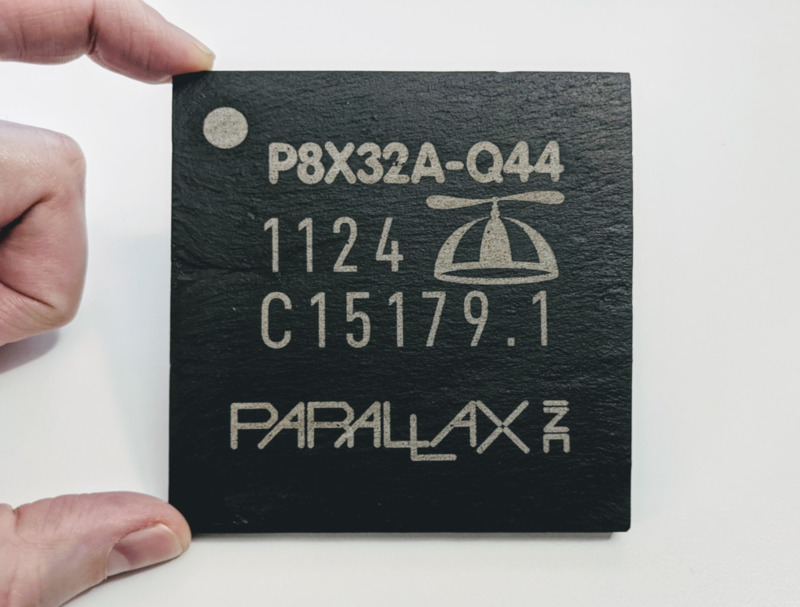 P8X32A-Q44
1124
C15179.1
PARALLAX INC